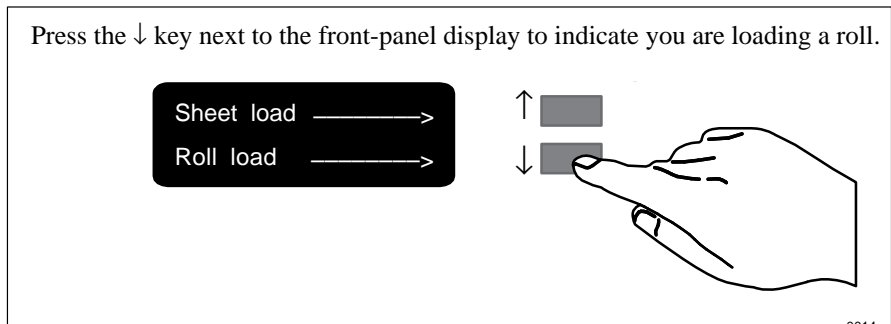 Press the ↓ key next to the front-panel display to indicate you are loading a roll.
Sheet load ————————> ↑
Roll load ————————> ↓